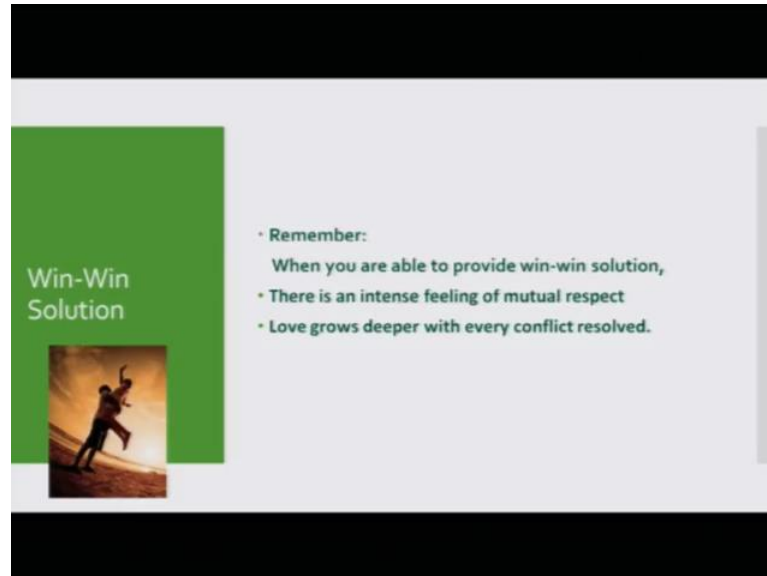 Win-Win
Solution
• Remember:
When you are able to provide win-win solution,
• There is an intense feeling of mutual respect
• Love grows deeper with every conflict resolved.